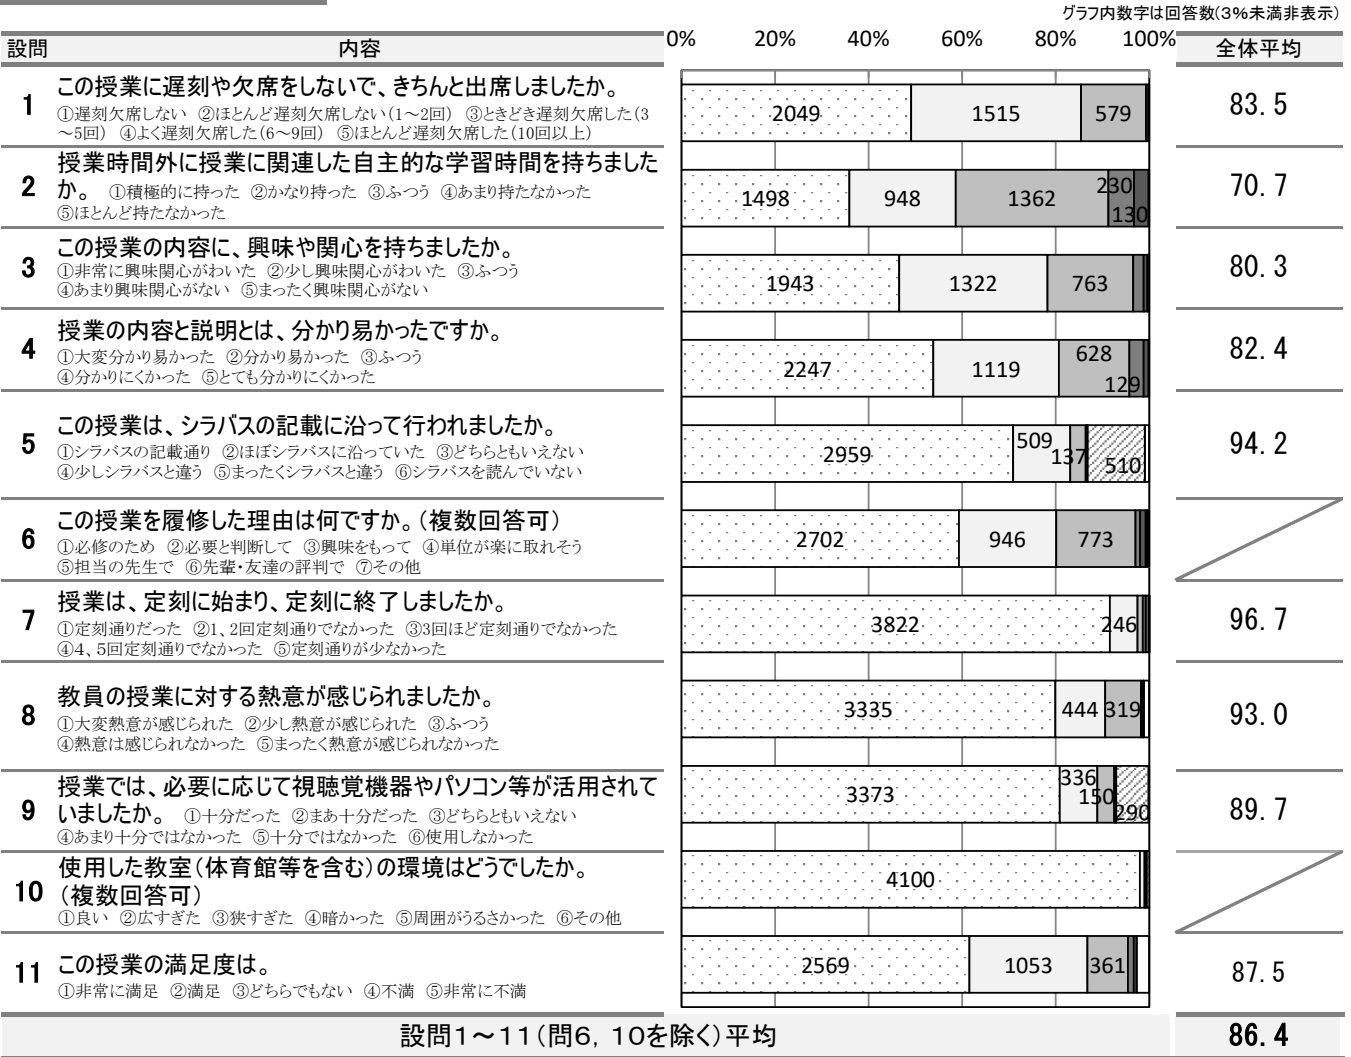 グラフ内数字は回答数(3%未満非表示)
設問 内容 0% 20% 40% 60% 80% 100% 全体平均
1 この授業に遅刻や欠席をしないで、きちんと出席しましたか。
①遅刻欠席しない ②ほとんど遅刻欠席しない(1～2回) ③ときどき遅刻欠席した(3
～5回) ④よく遅刻欠席した(6～9回) ⑤ほとんど遅刻欠席した(10回以上)
2049 1515 579 83.5
2 授業時間外に授業に関連した自主的な学習時間を持ちました
か。 ①積極的に持った ②かなり持った ③ふつう ④あまり持たなかった
⑤ほとんど持たなかった
1498 948 1362 230 130 70.7
3 この授業の内容に、興味や関心を持ちましたか。
①非常に興味関心がわいた ②少し興味関心がわいた ③ふつう
④あまり興味関心がない ⑤まったく興味関心がない
1943 1322 763 80.3
4 授業の内容と説明とは、分かり易かったですか。
①大変分かり易かった ②分かり易かった ③ふつう
④分かりにくかった ⑤とても分かりにくかった
2247 1119 628 129 82.4
5 この授業は、シラバスの記載に沿って行われましたか。
①シラバスの記載通り ②ほぼシラバスに沿っていた ③どちらともいえない
④少しシラバスと違う ⑤まったくシラバスと違う ⑥シラバスを読んでいない
2959 509 137 510 94.2
6 この授業を履修した理由は何ですか。(複数回答可)
①必修のため ②必要と判断して ③興味をもって ④単位が楽に取れそう
⑤担当の先生で ⑥先輩・友達の評判で ⑦その他
2702 946 773
7 授業は、定刻に始まり、定刻に終了しましたか。
①定刻通りだった ②1、2回定刻通りでなかった ③3回ほど定刻通りでなかった
④4、5回定刻通りでなかった ⑤定刻通りが少なかった
3822 246 96.7
8 教員の授業に対する熱意が感じられましたか。
①大変熱意が感じられた ②少し熱意が感じられた ③ふつう
④熱意は感じられなかった ⑤まったく熱意が感じられなかった
3335 444 319 93.0
9 授業では、必要に応じて視聴覚機器やパソコン等が活用されて
いましたか。 ①十分だった ②まあ十分だった ③どちらともいえない
④あまり十分ではなかった ⑤十分ではなかった ⑥使用しなかった
3373 336 150 290 89.7
10 使用した教室(体育館等を含む)の環境はどうでしたか。
(複数回答可)
①良い ②広すぎた ③狭すぎた ④暗かった ⑤周囲がうるさかった ⑥その他
4100
11 この授業の満足度は。
①非常に満足 ②満足 ③どちらでもない ④不満 ⑤非常に不満
2569 1053 361 87.5
設問1～11(問6，10を除く)平均 86.4